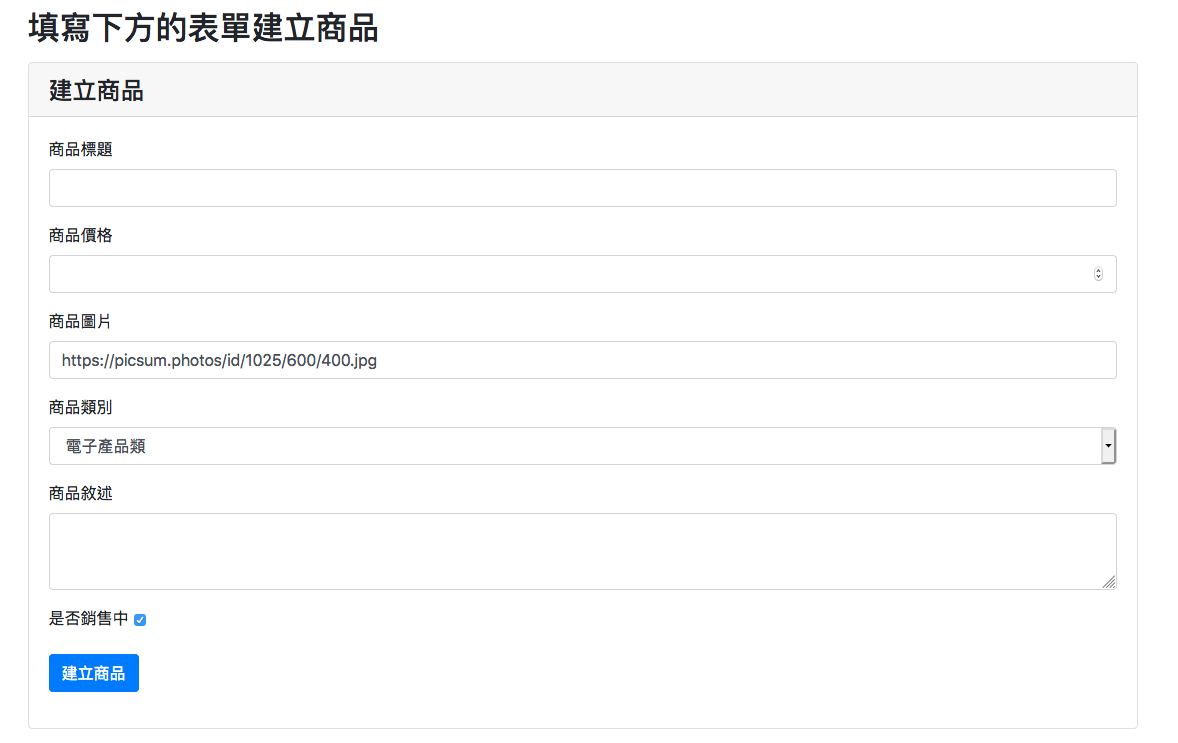 填寫下方的表單建立商品
建立商品
商品標題
商品價格
商品圖片
https://picsum.photos/id/1025/600/400.jpg
商品類別
電子產品類
商品敘述
是否銷售中
建立商品